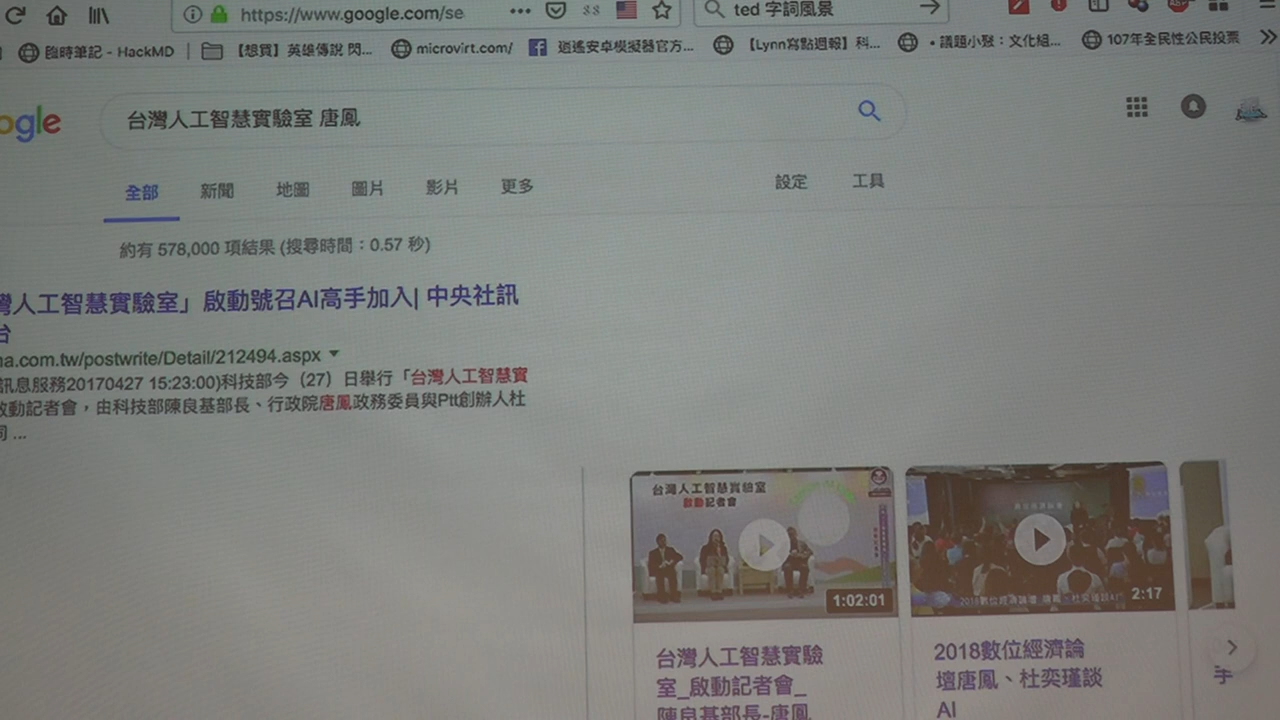 https://www.google.com/se
ted 字詞風景
臨時筆記 - HackMD
【想質】英雄傳說 閃...
microvirt.com/
逍遙安卓模擬器官方...
【Lynn寫點週報】科...
• 議題小聚：文化組...
107年全民性公民投票
ogle
台灣人工智慧實驗室 唐鳳
全部 新聞 地圖 圖片 影片 更多 設定 工具
約有 578,000 項結果 (搜尋時間：0.57 秒)
灣人工智慧實驗室」啟動號召AI高手加入| 中央社訊
台
na.com.tw/postwrite/Detail/212494.aspx
訊息服務20170427 15:23:00)科技部今（27）日舉行「台灣人工智慧實
啟動記者會，由科技部陳良基部長、行政院唐鳳政務委員與Ptt創辦人杜
司 ...
台灣人工智慧實驗室
啟動記者會
1:02:01
2:17
台灣人工智慧實驗
室_啟動記者會_
陳良基部長-唐鳳
2018數位經濟論
壇唐鳳、杜奕瑾談
AI
手